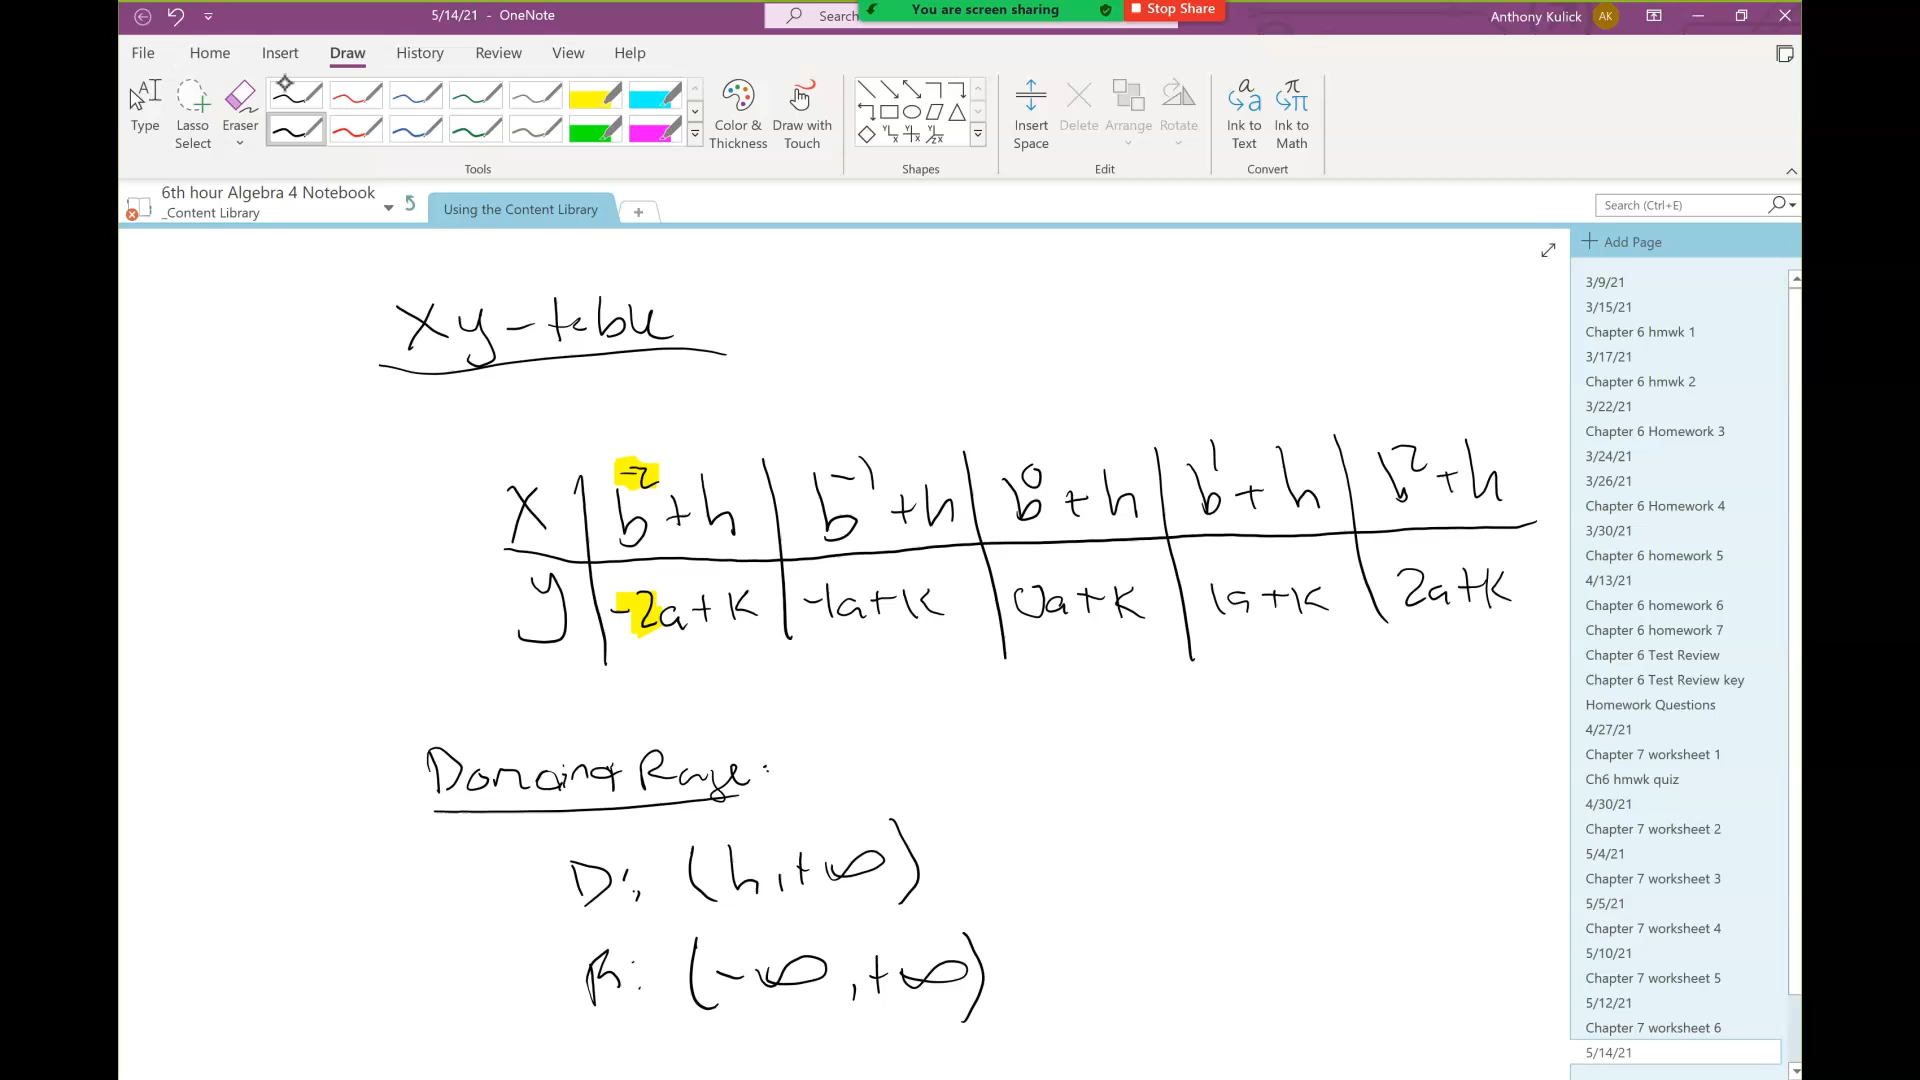 5/14/21 - OneNote
Search
You are screen sharing
Stop Share
Anthony Kulick AK
File Home Insert Draw History Review View Help
Type
Lasso Select
Eraser
Color & Thickness
Draw with Touch
Insert Space
Delete
Arrange
Rotate
Ink to Text
Ink to Math
Tools Shapes Edit Convert
6th hour Algebra 4 Notebook
_Content Library
Using the Content Library
Search (Ctrl+E)
Add Page
Xy-table
X | b⁻²+h | b⁻¹+h | b⁰+h | b¹+h | b²+h
y | -2a+K | -1a+K | 0a+K | 1a+K | 2a+K
Domain+Range:
D: (h,+∞)
R: (-∞,+∞)
3/9/21
3/15/21
Chapter 6 hmwk 1
3/17/21
Chapter 6 hmwk 2
3/22/21
Chapter 6 Homework 3
3/24/21
3/26/21
Chapter 6 Homework 4
3/30/21
Chapter 6 homework 5
4/13/21
Chapter 6 homework 6
Chapter 6 homework 7
Chapter 6 Test Review
Chapter 6 Test Review key
Homework Questions
4/27/21
Chapter 7 worksheet 1
Ch6 hmwk quiz
4/30/21
Chapter 7 worksheet 2
5/4/21
Chapter 7 worksheet 3
5/5/21
Chapter 7 worksheet 4
5/10/21
Chapter 7 worksheet 5
5/12/21
Chapter 7 worksheet 6
5/14/21